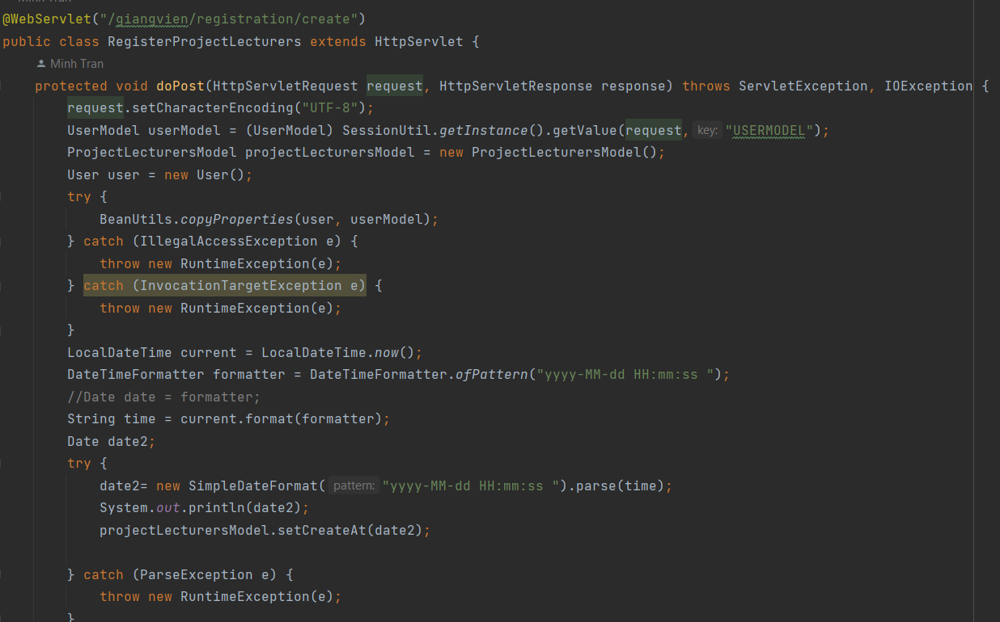 Minh Tran
@WebServlet("/giangvien/registration/create")
public class RegisterProjectLecturers extends HttpServlet {
Minh Tran
protected void doPost(HttpServletRequest request, HttpServletResponse response) throws ServletException, IOException {
request.setCharacterEncoding("UTF-8");
UserModel userModel = (UserModel) SessionUtil.getInstance().getValue(request, key: "USERMODEL");
ProjectLecturersModel projectLecturersModel = new ProjectLecturersModel();
User user = new User();
try {
BeanUtils.copyProperties(user, userModel);
} catch (IllegalAccessException e) {
throw new RuntimeException(e);
} catch (InvocationTargetException e) {
throw new RuntimeException(e);
}
LocalDateTime current = LocalDateTime.now();
DateTimeFormatter formatter = DateTimeFormatter.ofPattern("yyyy-MM-dd HH:mm:ss ");
//Date date = formatter;
String time = current.format(formatter);
Date date2;
try {
date2= new SimpleDateFormat( pattern: "yyyy-MM-dd HH:mm:ss ").parse(time);
System.out.println(date2);
projectLecturersModel.setCreateAt(date2);
} catch (ParseException e) {
throw new RuntimeException(e);
}